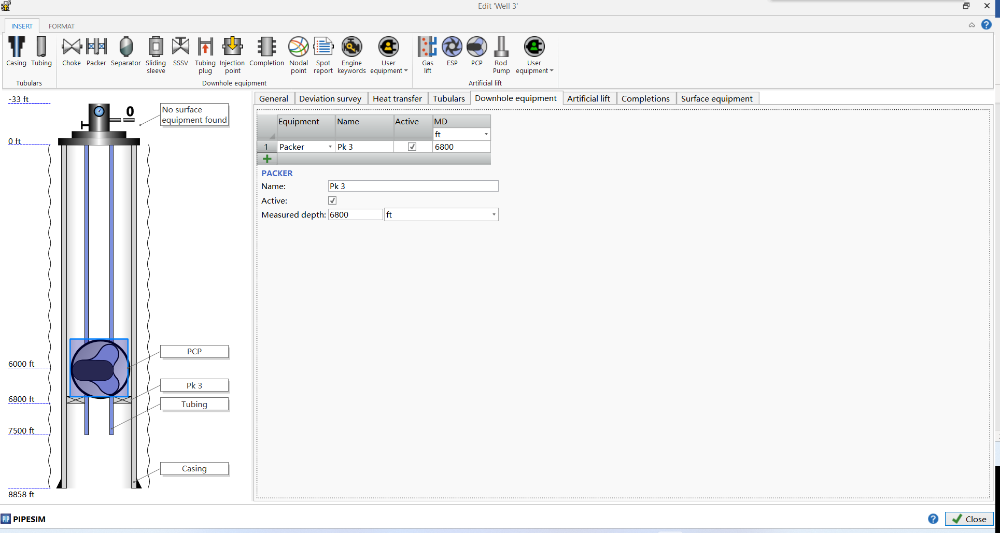 Edit 'Well 3'
INSERT FORMAT
Casing Tubing Choke Packer Separator Sliding sleeve SSSV Tubing plug Injection point Completion Nodal point Spot report Engine keywords User equipment Gas lift ESP PCP Rod Pump User equipment
Tubulars Downhole equipment Artificial lift
General Deviation survey Heat transfer Tubulars Downhole equipment Artificial lift Completions Surface equipment
-33 ft
0
No surface
equipment found
0 ft
PCP
6000 ft
Pk 3
6800 ft
Tubing
7500 ft
Casing
8858 ft
Equipment Name Active MD
ft
1 Packer Pk 3 6800
PACKER
Name: Pk 3
Active:
Measured depth: 6800 ft
PIP PIPESIM
? Close